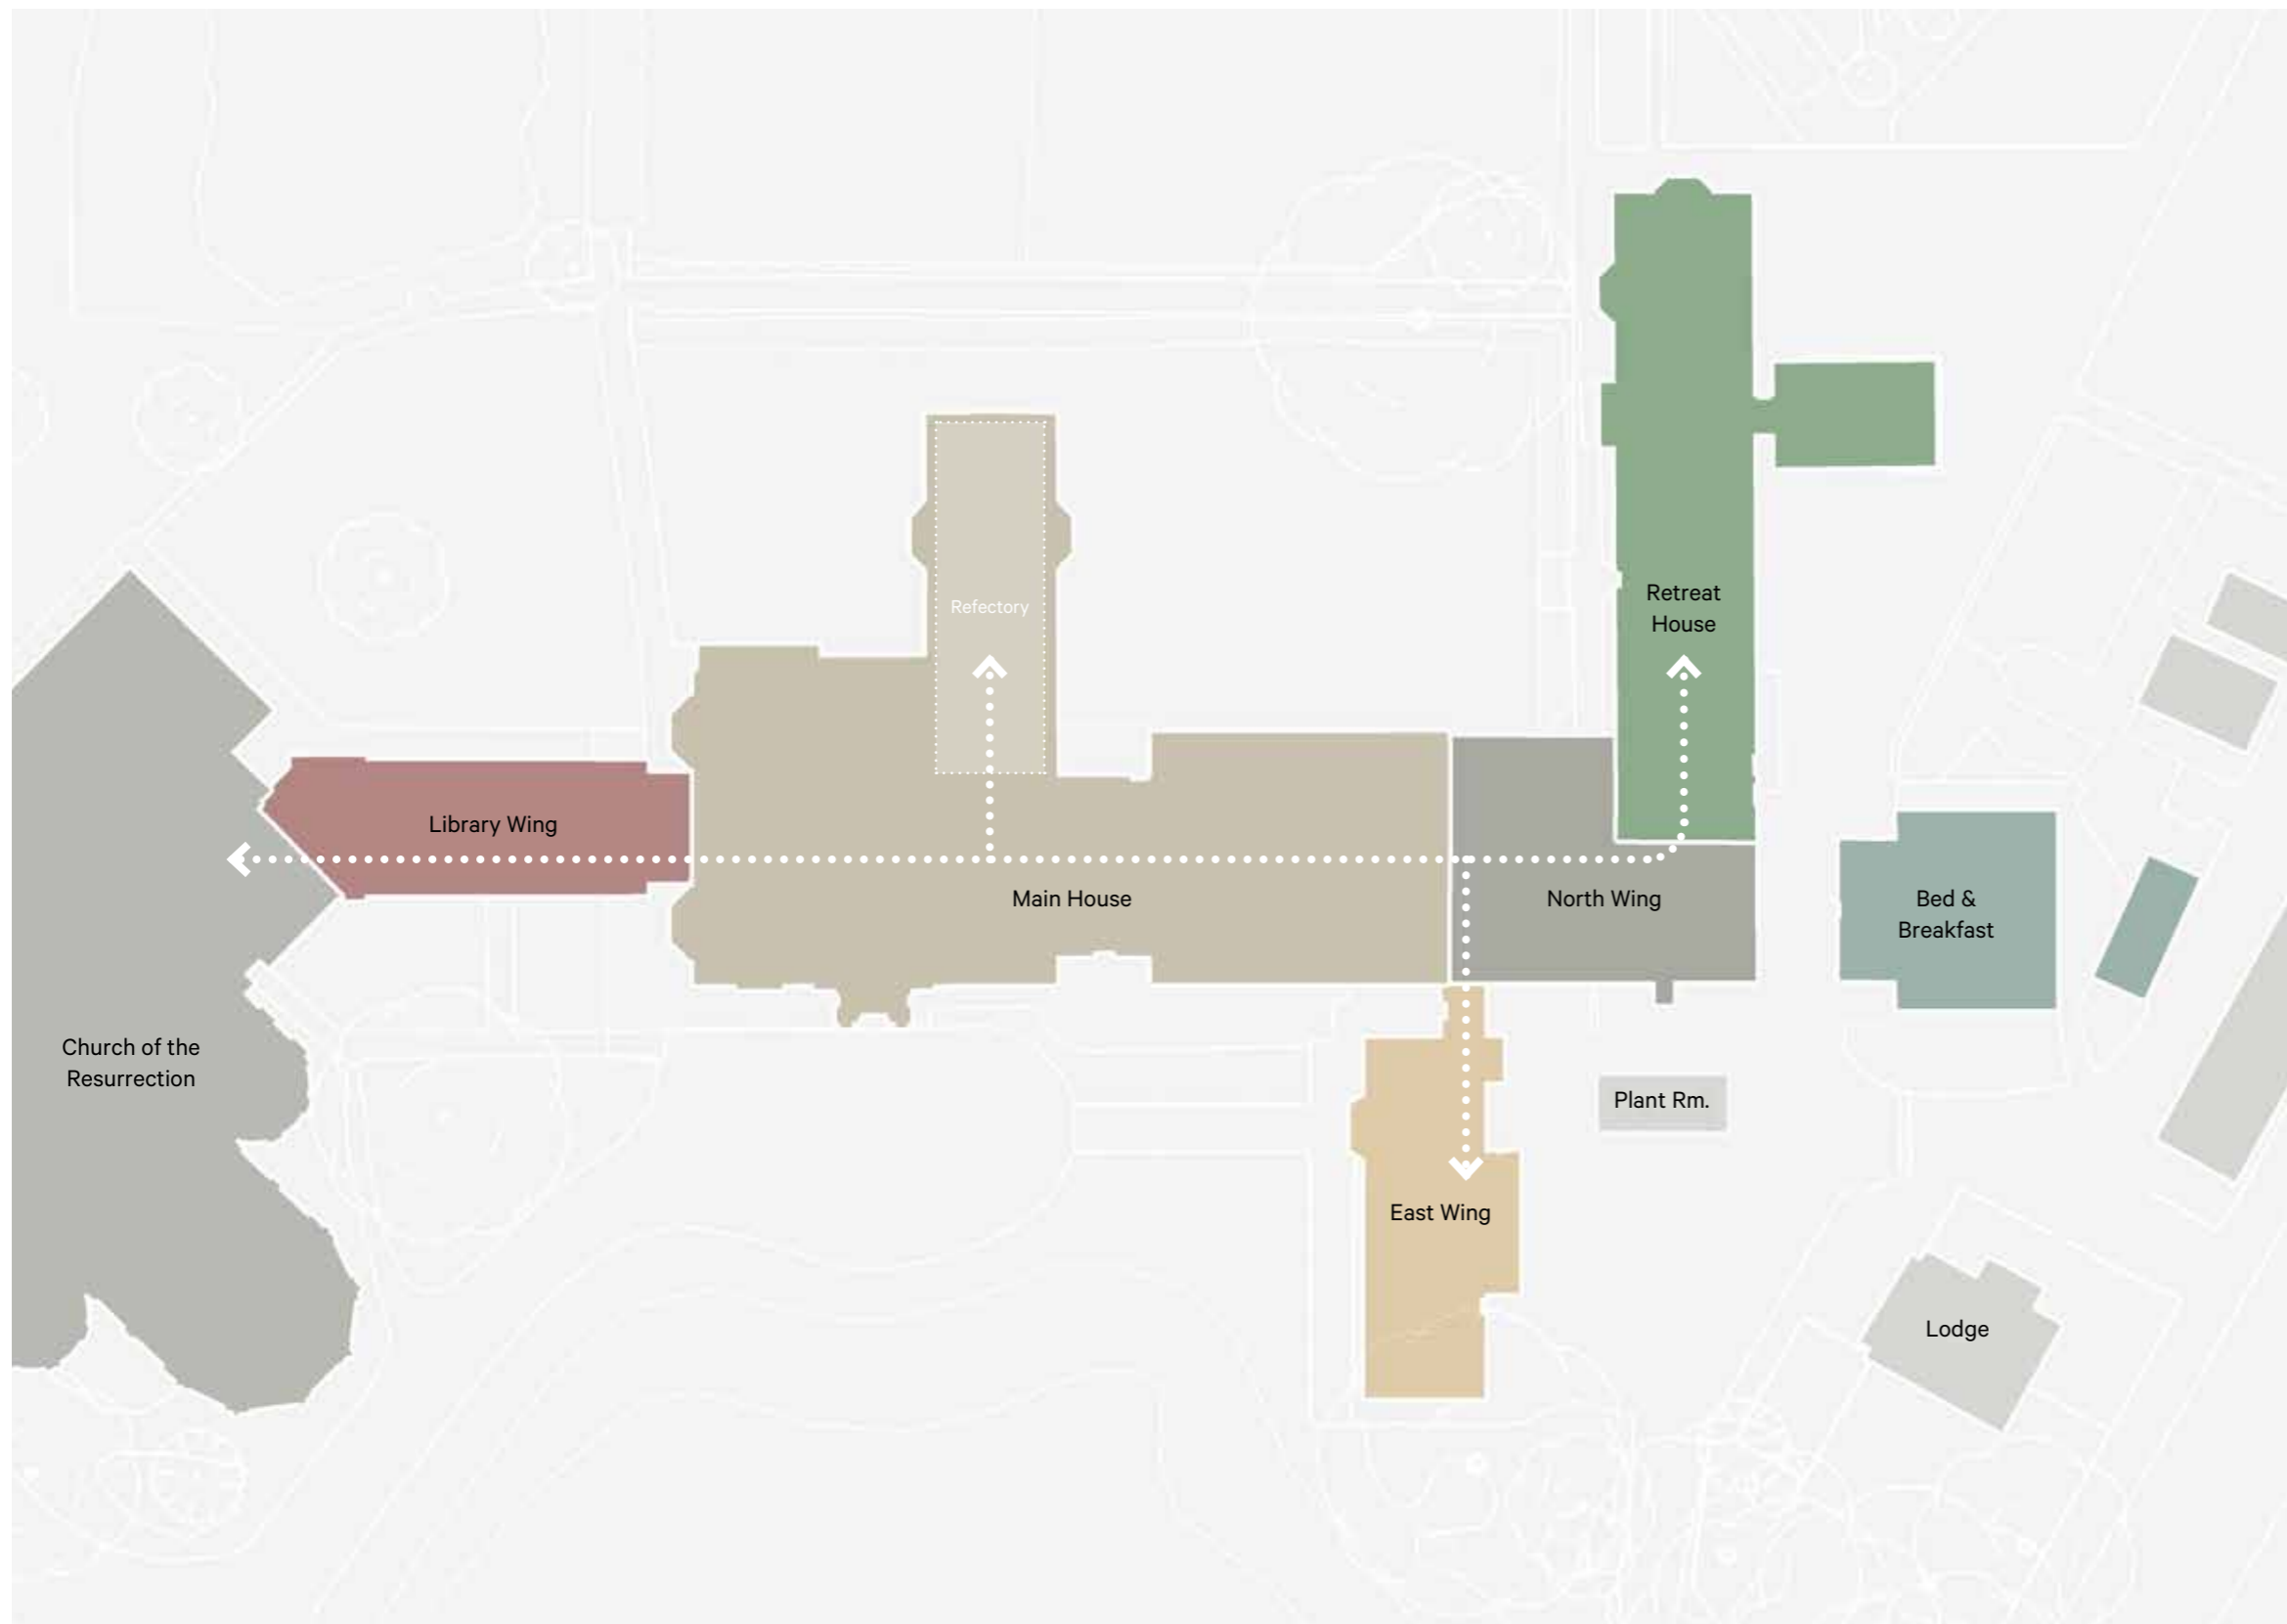 Retreat
House
Refectory
Library Wing
Main House
North Wing
Bed &
Breakfast
Church of the
Resurrection
Plant Rm.
East Wing
Lodge